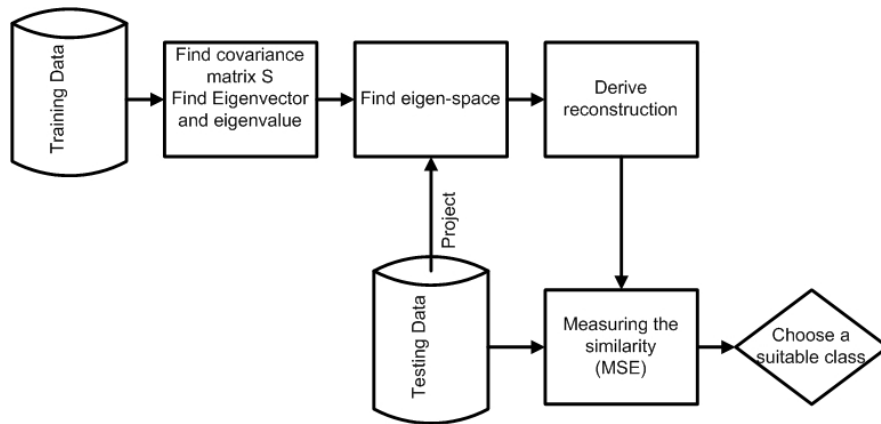 Training Data
Find covariance
matrix S
Find Eigenvector
and eigenvalue
Find eigen-space
Derive
reconstruction
Project
Testing Data
Measuring the
similarity
(MSE)
Choose a
suitable class